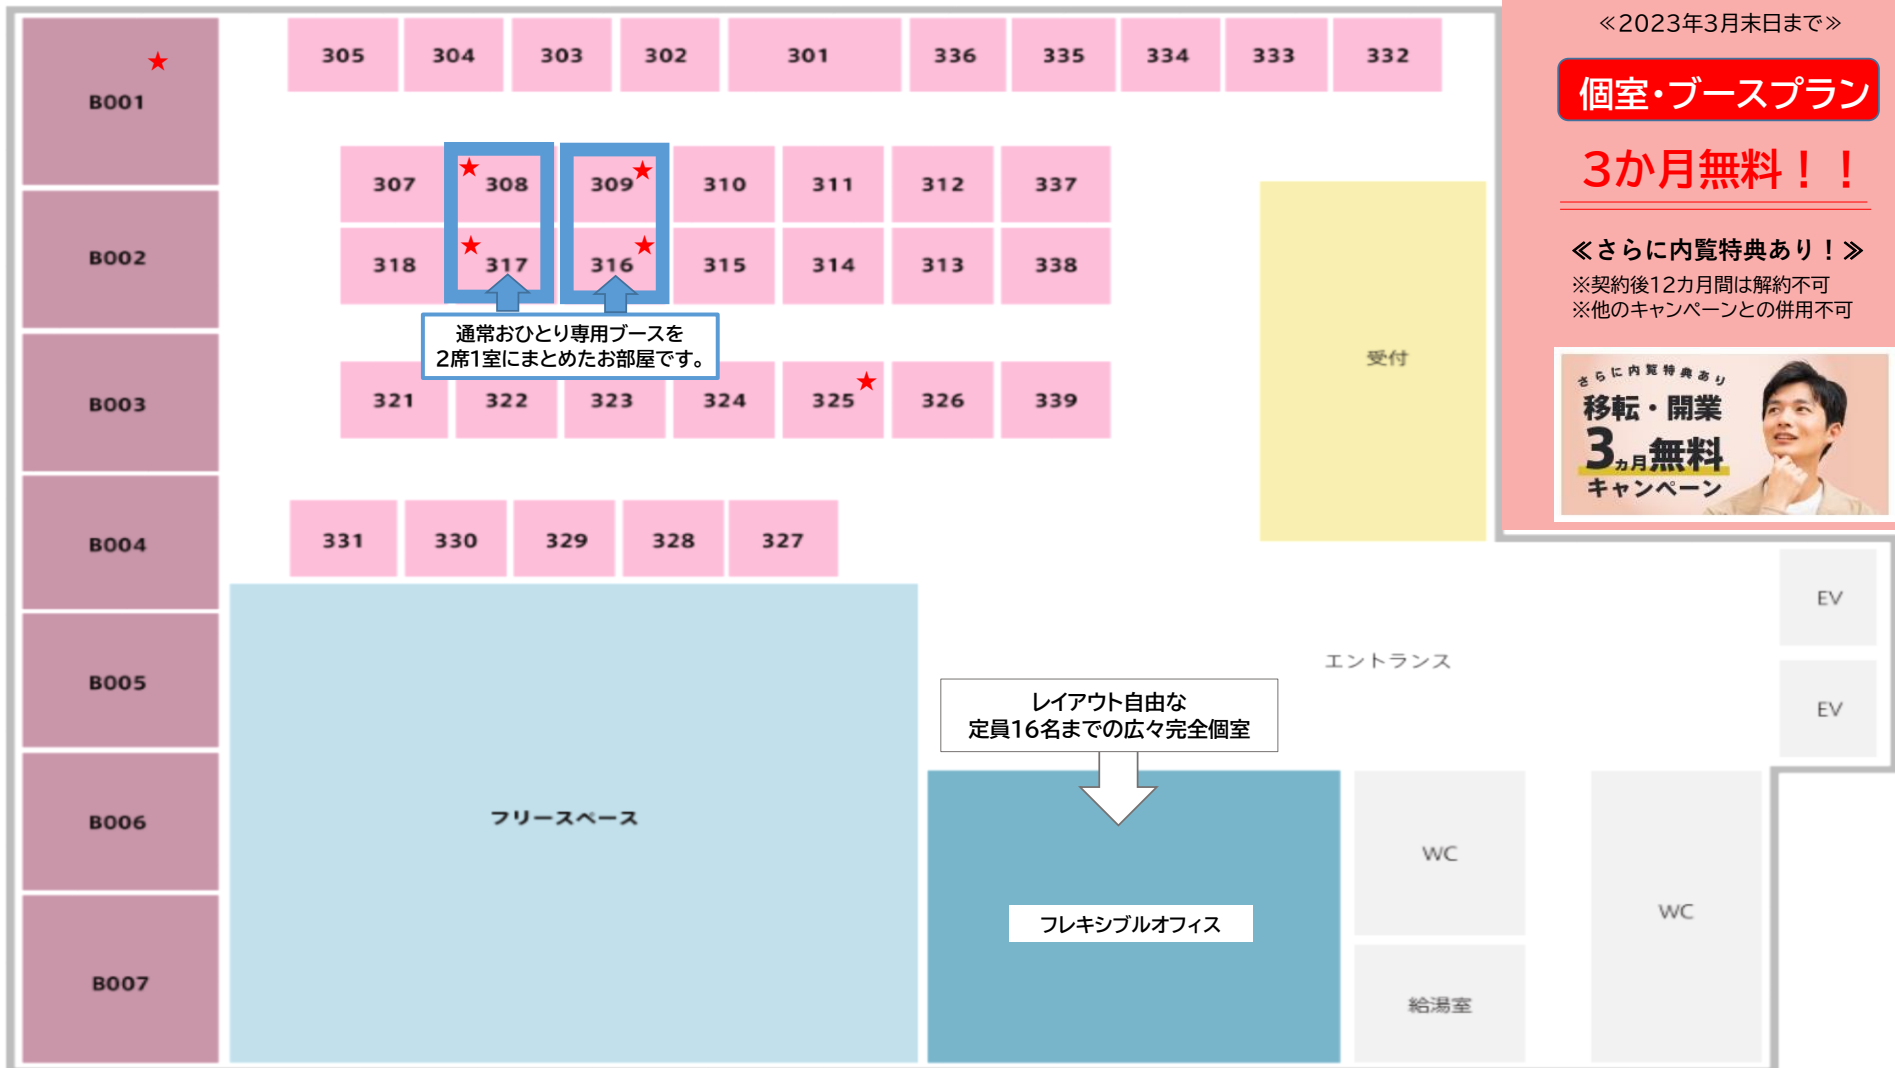 305 304 303 302 301 336 335 334 333 332
B001
307 308 309 310 311 312 337
B002
318 317 316 315 314 313 338
通常おひとり専用ブースを
2席1室にまとめたお部屋です。
B003
321 322 323 324 325 326 339
受付
B004
331 330 329 328 327
B005
B006
B007
フリースペース
エントランス
レイアウト自由な
定員16名までの広々完全個室
フレキシブルオフィス
EV
EV
WC
WC
給湯室
≪2023年3月末日まで≫
個室・ブースプラン
3か月無料！！
≪さらに内覧特典あり！≫
※契約後12カ月間は解約不可
※他のキャンペーンとの併用不可
さらに内覧特典あり
移転・開業
3ヵ月無料
キャンペーン